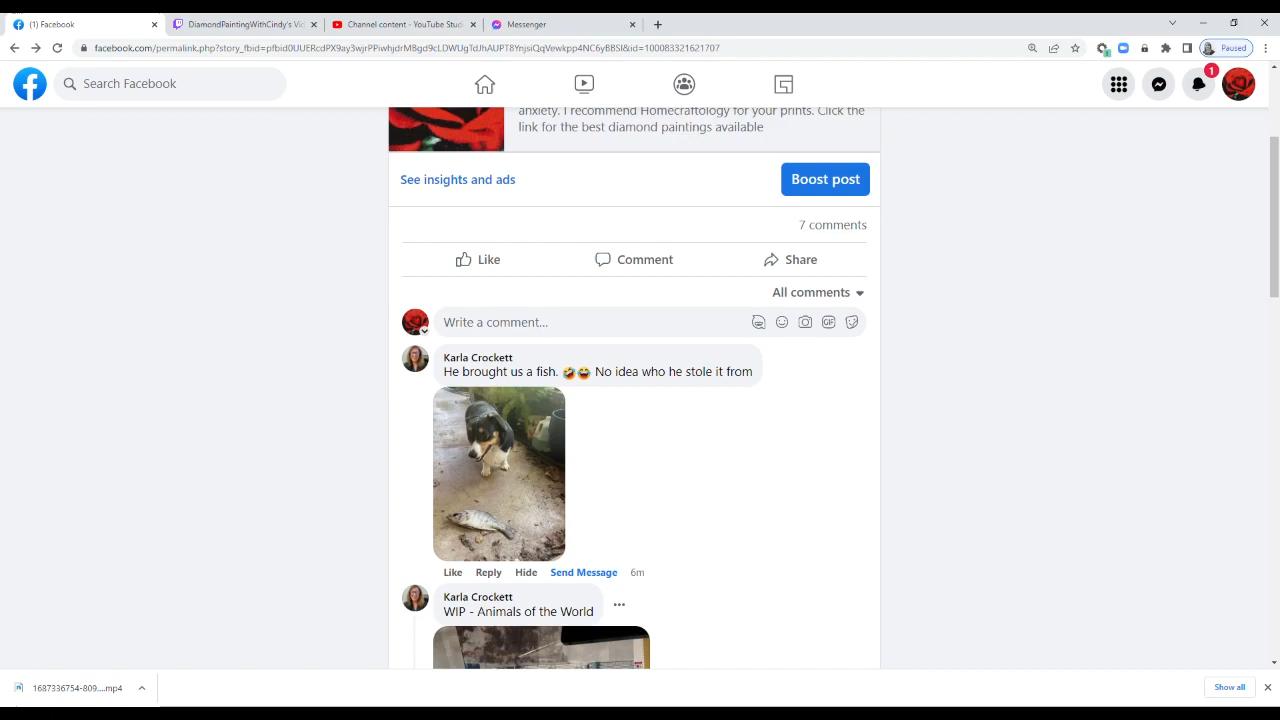 (1) Facebook
DiamondPaintingWithCindy's Vid
Channel content - YouTube Stud
Messenger
facebook.com/permalink.php?story_fbid=pfbid0UUERcdPX9ay3wjrPPiwhjdrMBgd9cLDWUgTdJhAUPT8YnjsiQqVewkpp4NC6yBBSl&id=100083321621707
Paused
Search Facebook
1
anxiety. I recommend Homecraftology for your prints. Click the
link for the best diamond paintings available
See insights and ads
Boost post
7 comments
Like
Comment
Share
All comments
Write a comment...
GIF
Karla Crockett
He brought us a fish. 🤣😂 No idea who he stole it from
Like Reply Hide Send Message 6m
Karla Crockett
WIP - Animals of the World
1687336754-809....mp4
Show all